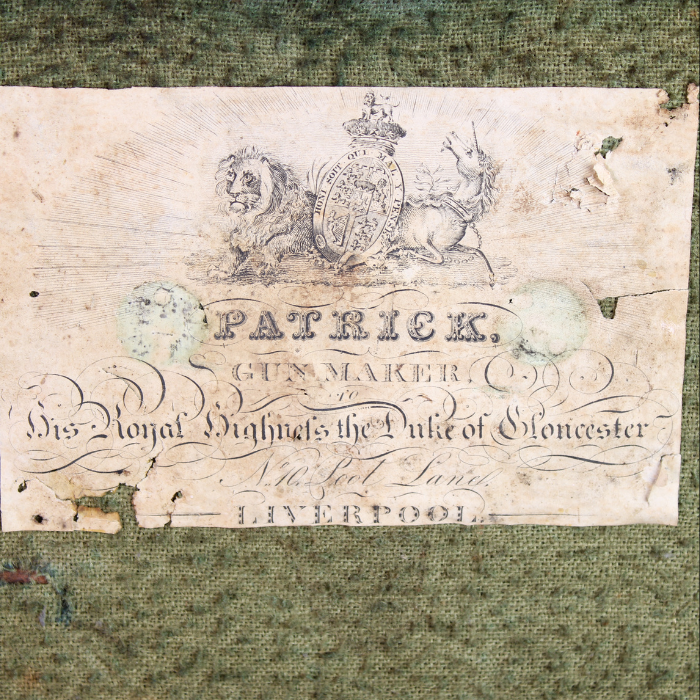 HONI SOIT QUI MAL Y PENSE
PATRICK,
GUN MAKER,
TO
His Royal Highneſs the Duke of Gloucester
No. 10. Pool Lane,
LIVERPOOL.